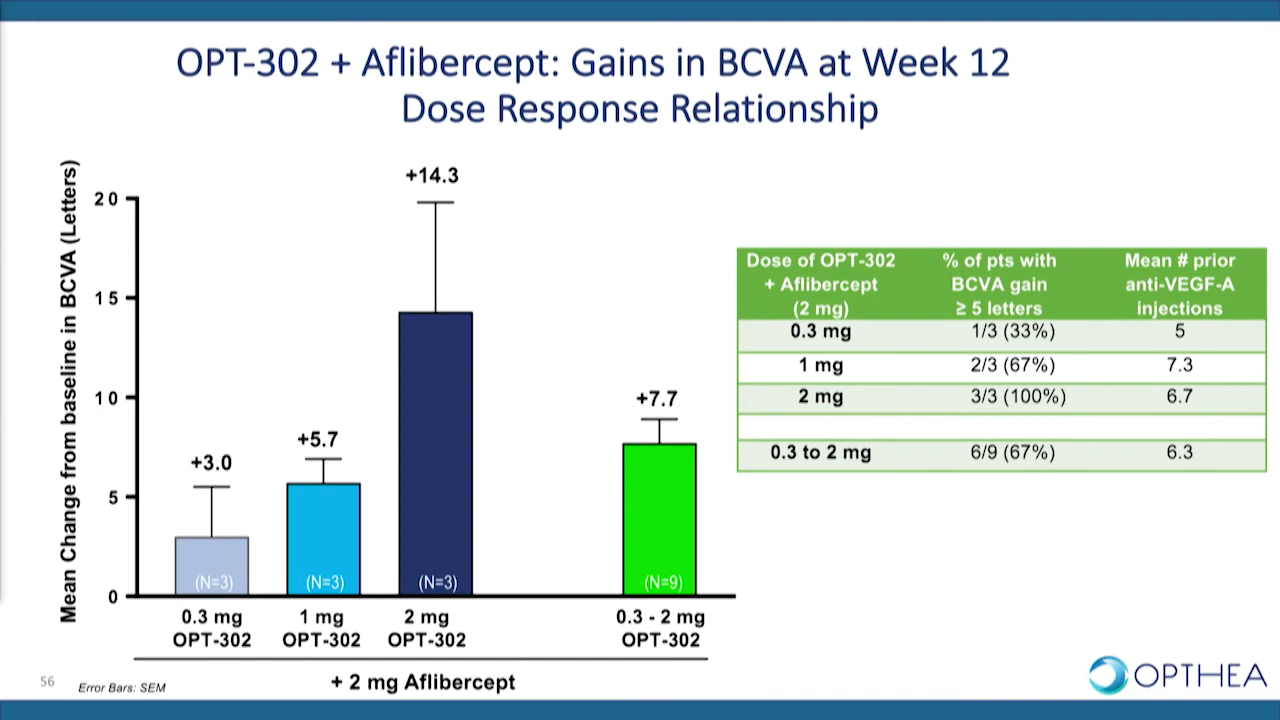 OPT-302 + Aflibercept: Gains in BCVA at Week 12
Dose Response Relationship
Mean Change from baseline in BCVA (Letters)
20
15
10
5
0
+3.0
+5.7
+14.3
+7.7
(N=3)
(N=3)
(N=3)
(N=9)
0.3 mg
OPT-302
1 mg
OPT-302
2 mg
OPT-302
0.3 - 2 mg
OPT-302
+ 2 mg Aflibercept
Dose of OPT-302
+ Aflibercept
(2 mg)
% of pts with
BCVA gain
≥ 5 letters
Mean # prior
anti-VEGF-A
injections
0.3 mg 1/3 (33%) 5
1 mg 2/3 (67%) 7.3
2 mg 3/3 (100%) 6.7
0.3 to 2 mg 6/9 (67%) 6.3
56
Error Bars: SEM
OPTHEA